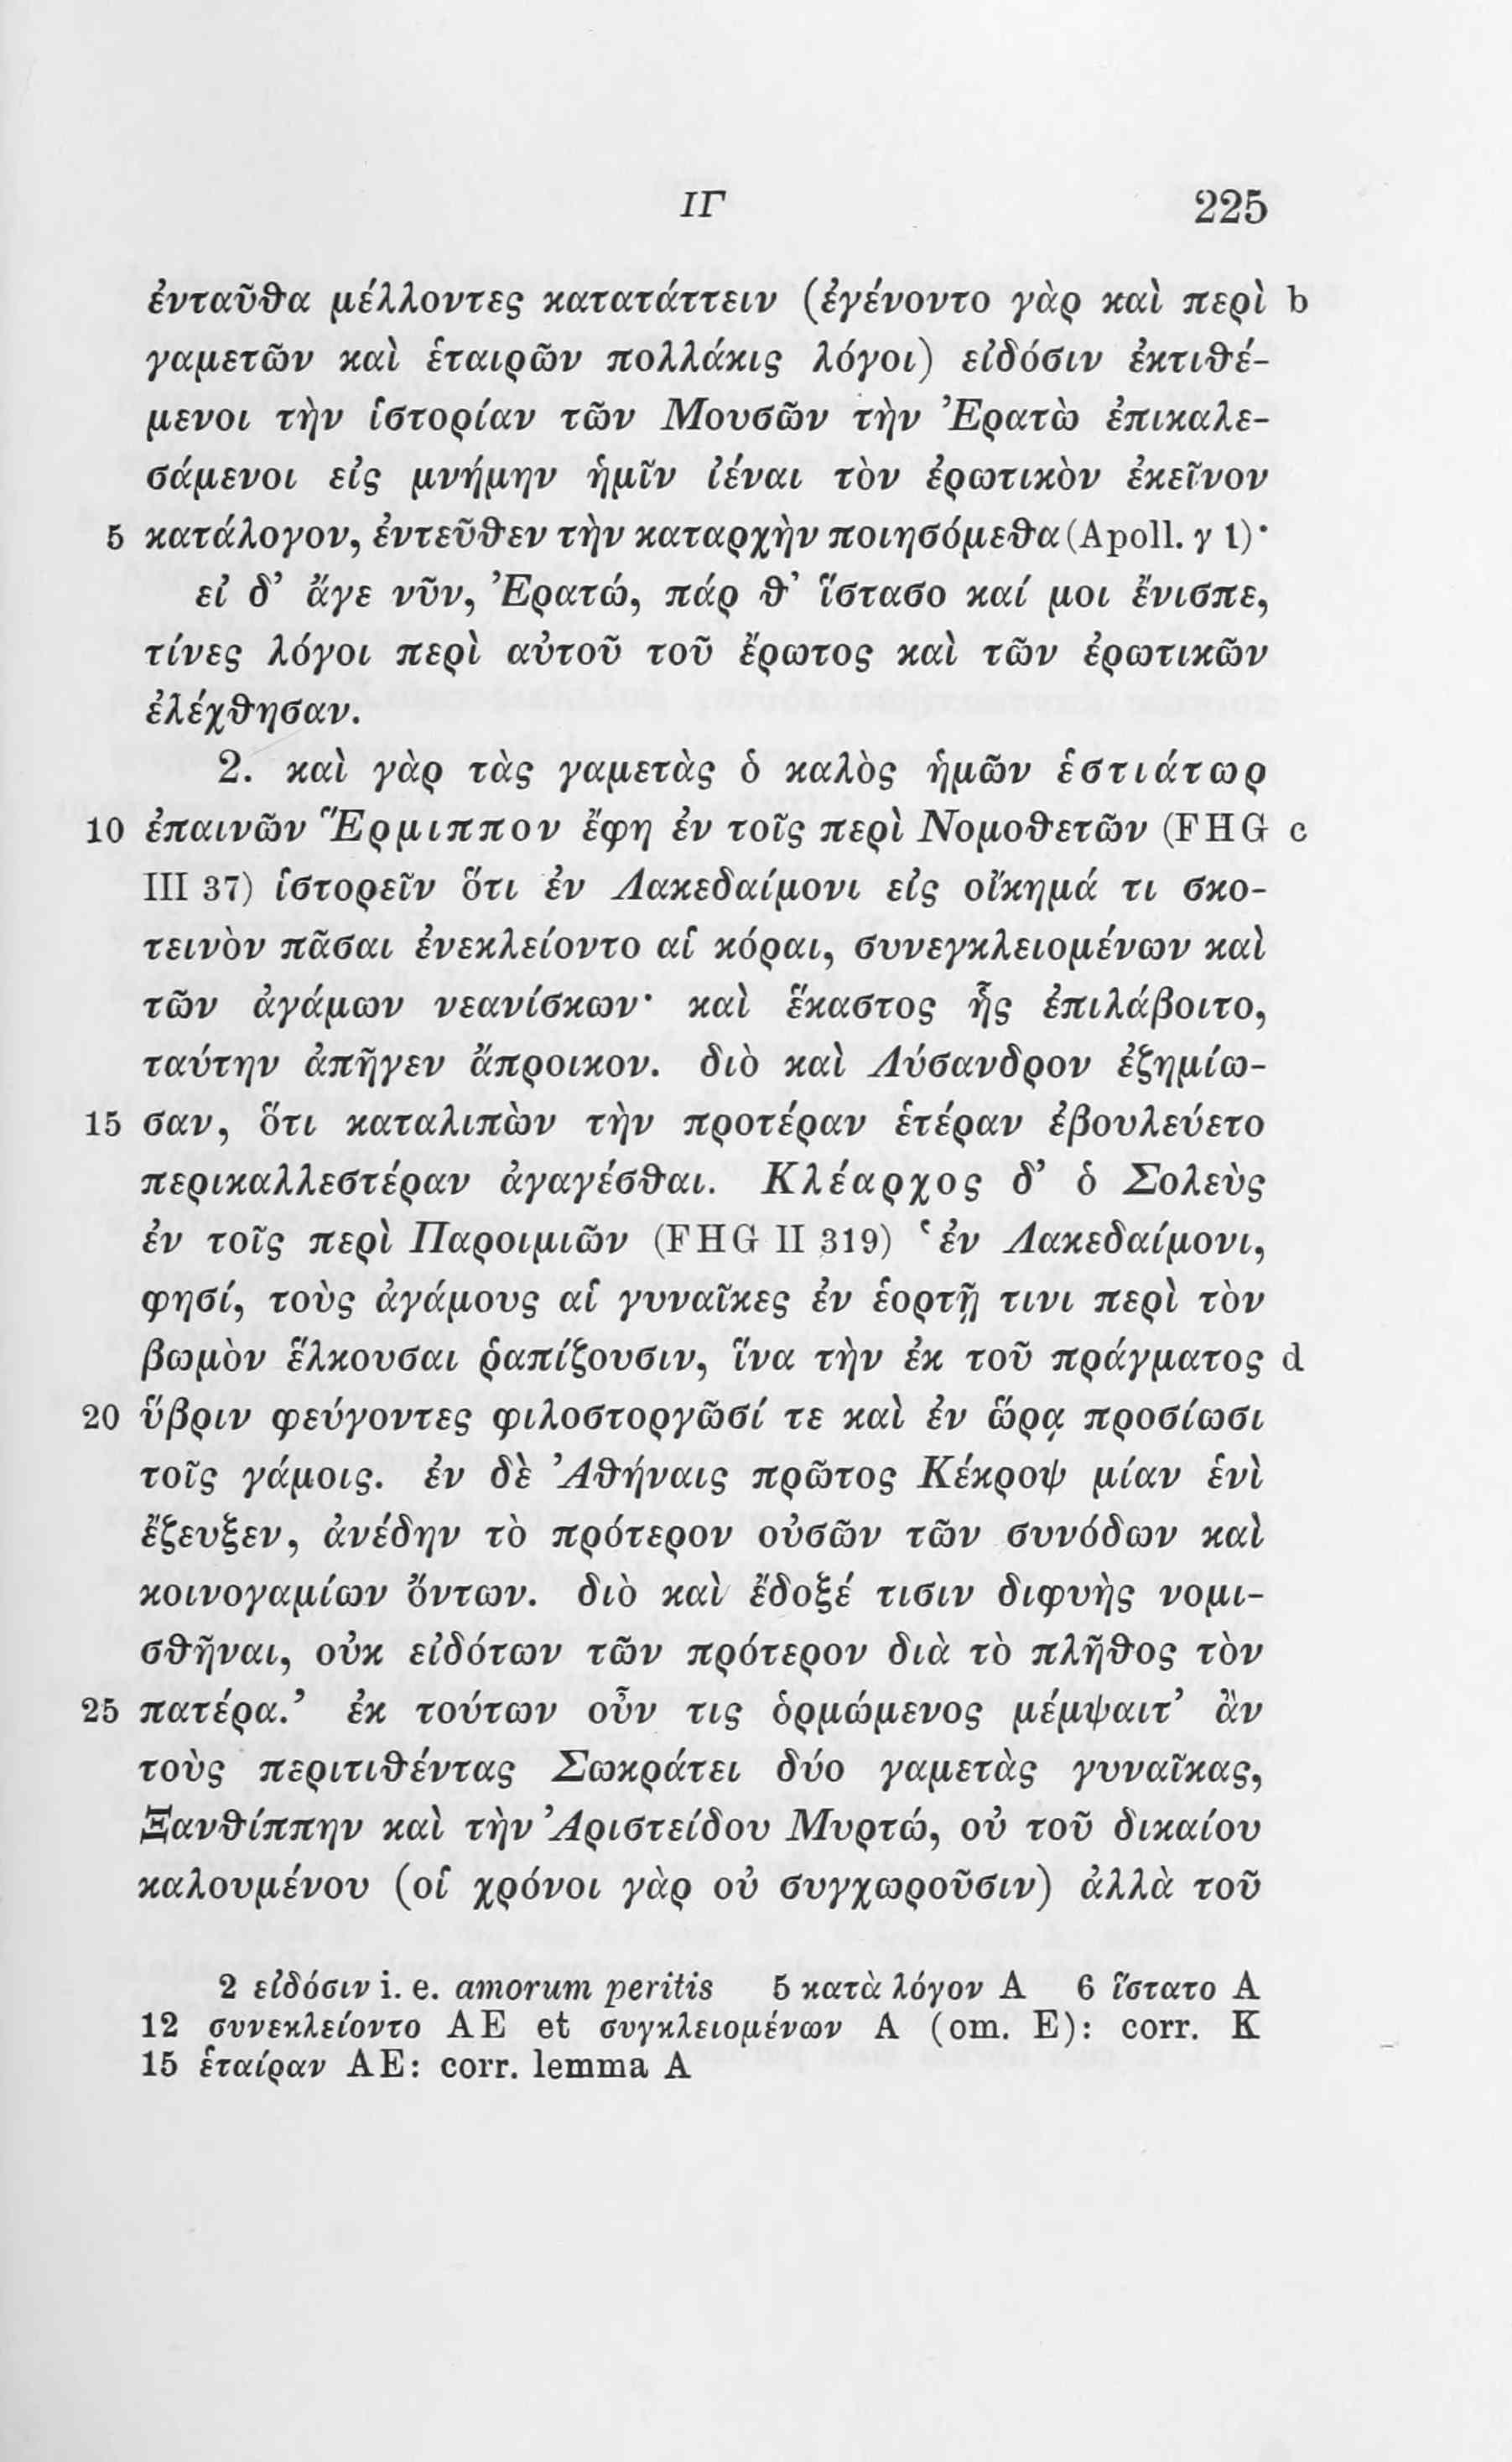 ΙΓ 225
ἐνταῦθα μέλλοντες κατατάττειν (ἐγένοντο γὰρ καὶ περὶ b
γαμετῶν καὶ ἑταιρῶν πολλάκις λόγοι) εἰδόσιν ἐκτιθέ-
μενοι τὴν ἱστορίαν τῶν Μουσῶν τὴν Ἐρατὼ ἐπικαλε-
σάμενοι εἰς μνήμην ἡμῖν ἰέναι τὸν ἐρωτικὸν ἐκεῖνον
5 κατάλογον, ἐντεῦθεν τὴν καταρχὴν ποιησόμεθα (Apoll. γ 1)·
εἰ δ’ ἄγε νῦν, Ἐρατώ, πάρ θ’ ἵστασο καί μοι ἔνισπε,
τίνες λόγοι περὶ αὐτοῦ τοῦ ἔρωτος καὶ τῶν ἐρωτικῶν
ἐλέχθησαν.
2. καὶ γὰρ τὰς γαμετὰς ὁ καλὸς ἡμῶν ἑστιάτωρ
10 ἐπαινῶν Ἕρμιππον ἔφη ἐν τοῖς περὶ Νομοθετῶν (FHG c
III 37) ἱστορεῖν ὅτι ἐν Λακεδαίμονι εἰς οἴκημά τι σκο-
τεινὸν πᾶσαι ἐνεκλείοντο αἱ κόραι, συνεγκλειομένων καὶ
τῶν ἀγάμων νεανίσκων· καὶ ἕκαστος ἧς ἐπιλάβοιτο,
ταύτην ἀπῆγεν ἄπροικον. διὸ καὶ Λύσανδρον ἐζημίω-
15 σαν, ὅτι καταλιπὼν τὴν προτέραν ἑτέραν ἐβουλεύετο
περικαλλεστέραν ἀγαγέσθαι. Κλέαρχος δ’ ὁ Σολεὺς
ἐν τοῖς περὶ Παροιμιῶν (FHG II 319) ‘ἐν Λακεδαίμονι,
φησί, τοὺς ἀγάμους αἱ γυναῖκες ἐν ἑορτῇ τινι περὶ τὸν
βωμὸν ἕλκουσαι ῥαπίζουσιν, ἵνα τὴν ἐκ τοῦ πράγματος d
20 ὕβριν φεύγοντες φιλοστοργῶσί τε καὶ ἐν ὥρᾳ προσίωσι
τοῖς γάμοις. ἐν δὲ Ἀθήναις πρῶτος Κέκροψ μίαν ἑνὶ
ἔζευξεν, ἀνέδην τὸ πρότερον οὐσῶν τῶν συνόδων καὶ
κοινογαμίων ὄντων. διὸ καὶ ἔδοξέ τισιν διφυὴς νομι-
σθῆναι, οὐκ εἰδότων τῶν πρότερον διὰ τὸ πλῆθος τὸν
25 πατέρα.’ ἐκ τούτων οὖν τις ὁρμώμενος μέμψαιτ’ ἂν
τοὺς περιτιθέντας Σωκράτει δύο γαμετὰς γυναῖκας,
Ξανθίππην καὶ τὴν Ἀριστείδου Μυρτώ, οὐ τοῦ δικαίου
καλουμένου (οἱ χρόνοι γὰρ οὐ συγχωροῦσιν) ἀλλὰ τοῦ
2 εἰδόσιν i. e. amorum peritis 5 κατὰ λόγον A 6 ἵστατο A
12 συνεκλείοντο AE et συγκλειομένων A (om. E): corr. K
15 ἑταίραν AE: corr. lemma A